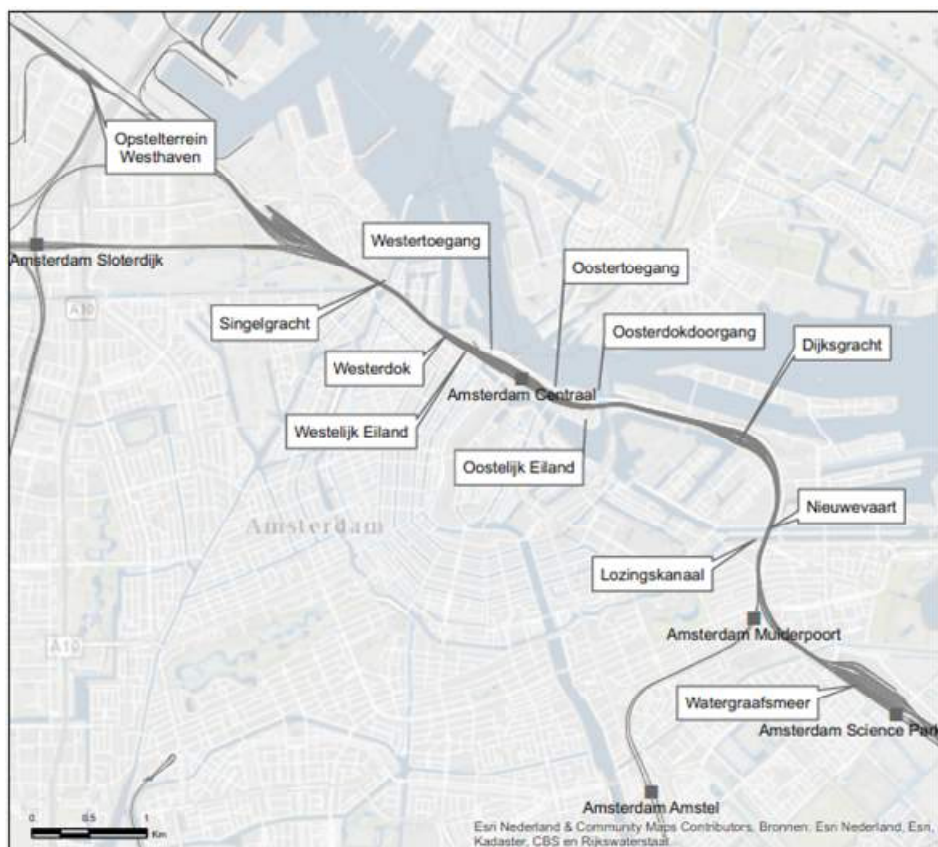 Opstelterrein
Westhaven
Westertoegang
Amsterdam Sloterdijk
Oostertoegang
A10
Singelgracht
Oosterdokdoorgang
Dijksgracht
Westerdok
Amsterdam Centraal
Westelijk Eiland
Oostelijk Eiland
Nieuwevaart
Amsterdam
Lozingskanaal
Amsterdam Muiderpoort
A10
Watergraafsmeer
Amsterdam Science Park
Amsterdam Amstel
0 0.5 1
Km
Esri Nederland & Community Maps Contributors, Bronnen: Esri Nederland, Esri,
Kadaster, CBS en Rijkswaterstaat